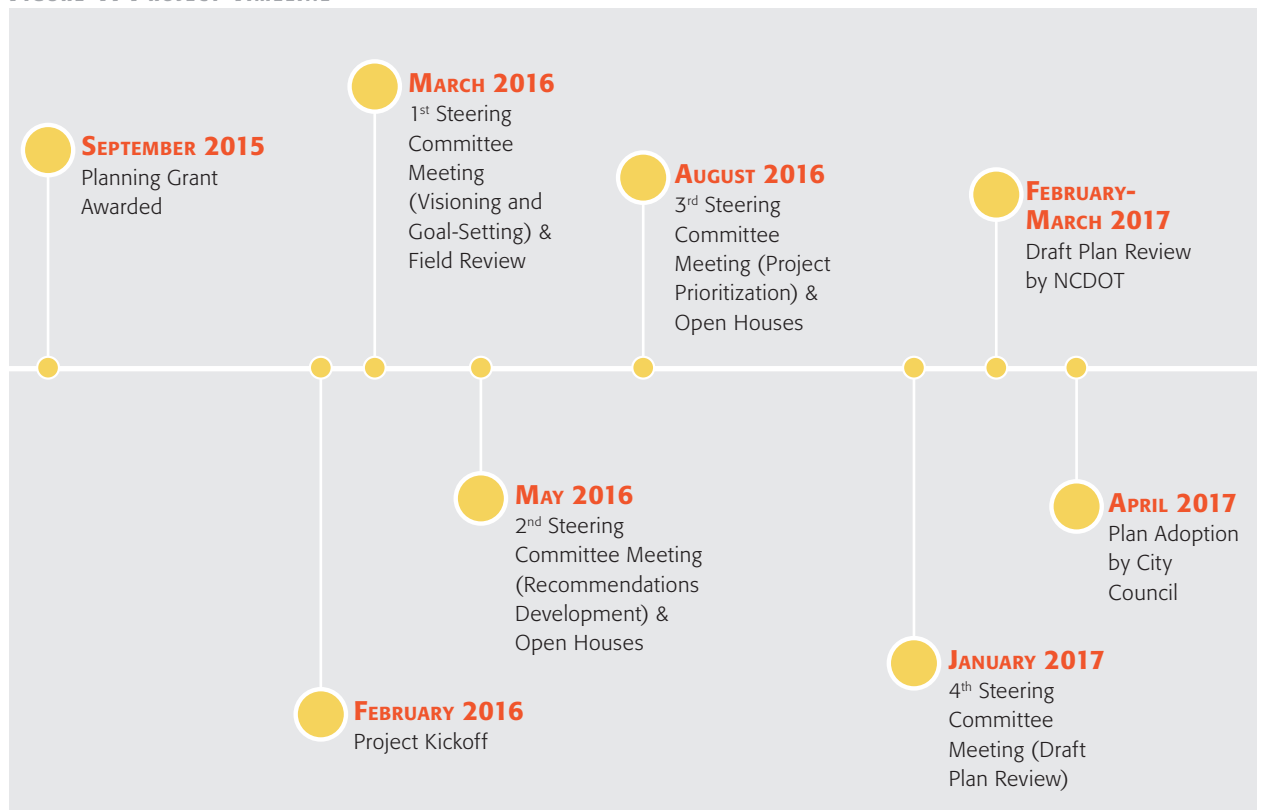 SEPTEMBER 2015
Planning Grant
Awarded
FEBRUARY 2016
Project Kickoff
MARCH 2016
1st Steering
Committee
Meeting
(Visioning and
Goal-Setting) &
Field Review
MAY 2016
2nd Steering
Committee Meeting
(Recommendations
Development) &
Open Houses
AUGUST 2016
3rd Steering
Committee
Meeting (Project
Prioritization) &
Open Houses
JANUARY 2017
4th Steering
Committee
Meeting (Draft
Plan Review)
FEBRUARY-
MARCH 2017
Draft Plan Review
by NCDOT
APRIL 2017
Plan Adoption
by City
Council